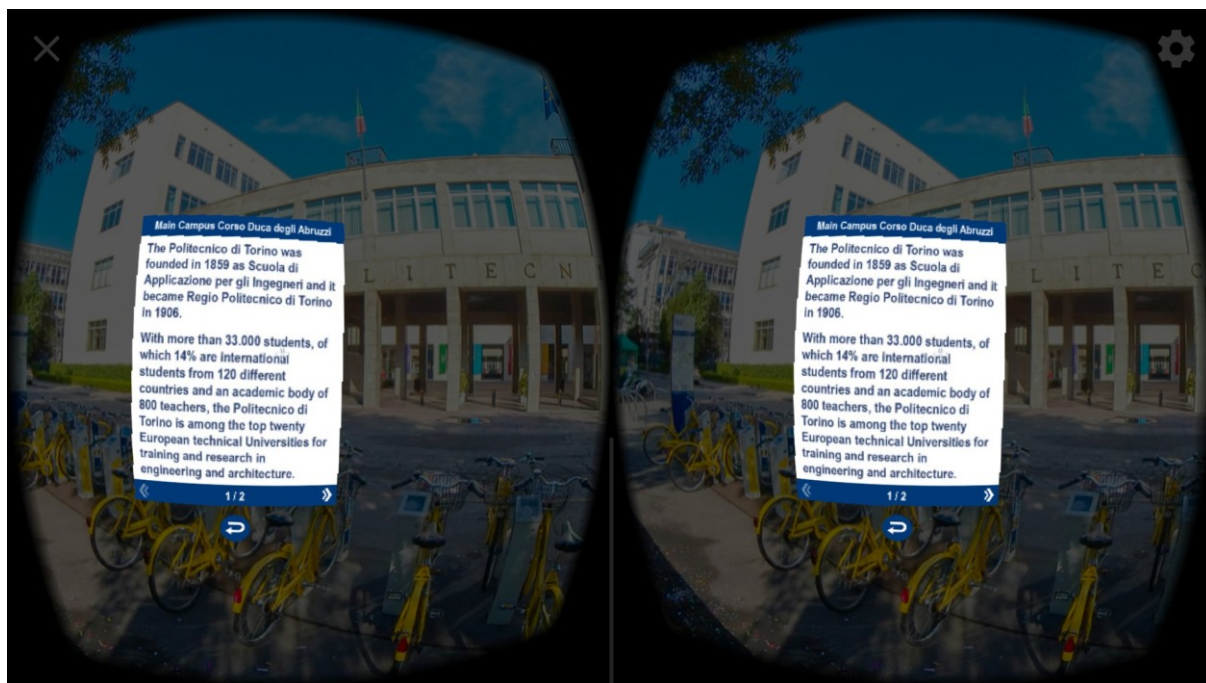 Main Campus Corso Duca degli Abruzzi
The Politecnico di Torino was
founded in 1859 as Scuola di
Applicazione per gli Ingegneri and it
became Regio Politecnico di Torino
in 1906.
With more than 33.000 students, of
which 14% are international
students from 120 different
countries and an academic body of
800 teachers, the Politecnico di
Torino is among the top twenty
European technical Universities for
training and research in
engineering and architecture.
1 / 2
L I T E C N
Main Campus Corso Duca degli Abruzzi
The Politecnico di Torino was
founded in 1859 as Scuola di
Applicazione per gli Ingegneri and it
became Regio Politecnico di Torino
in 1906.
With more than 33.000 students, of
which 14% are international
students from 120 different
countries and an academic body of
800 teachers, the Politecnico di
Torino is among the top twenty
European technical Universities for
training and research in
engineering and architecture.
1 / 2
L I T E C